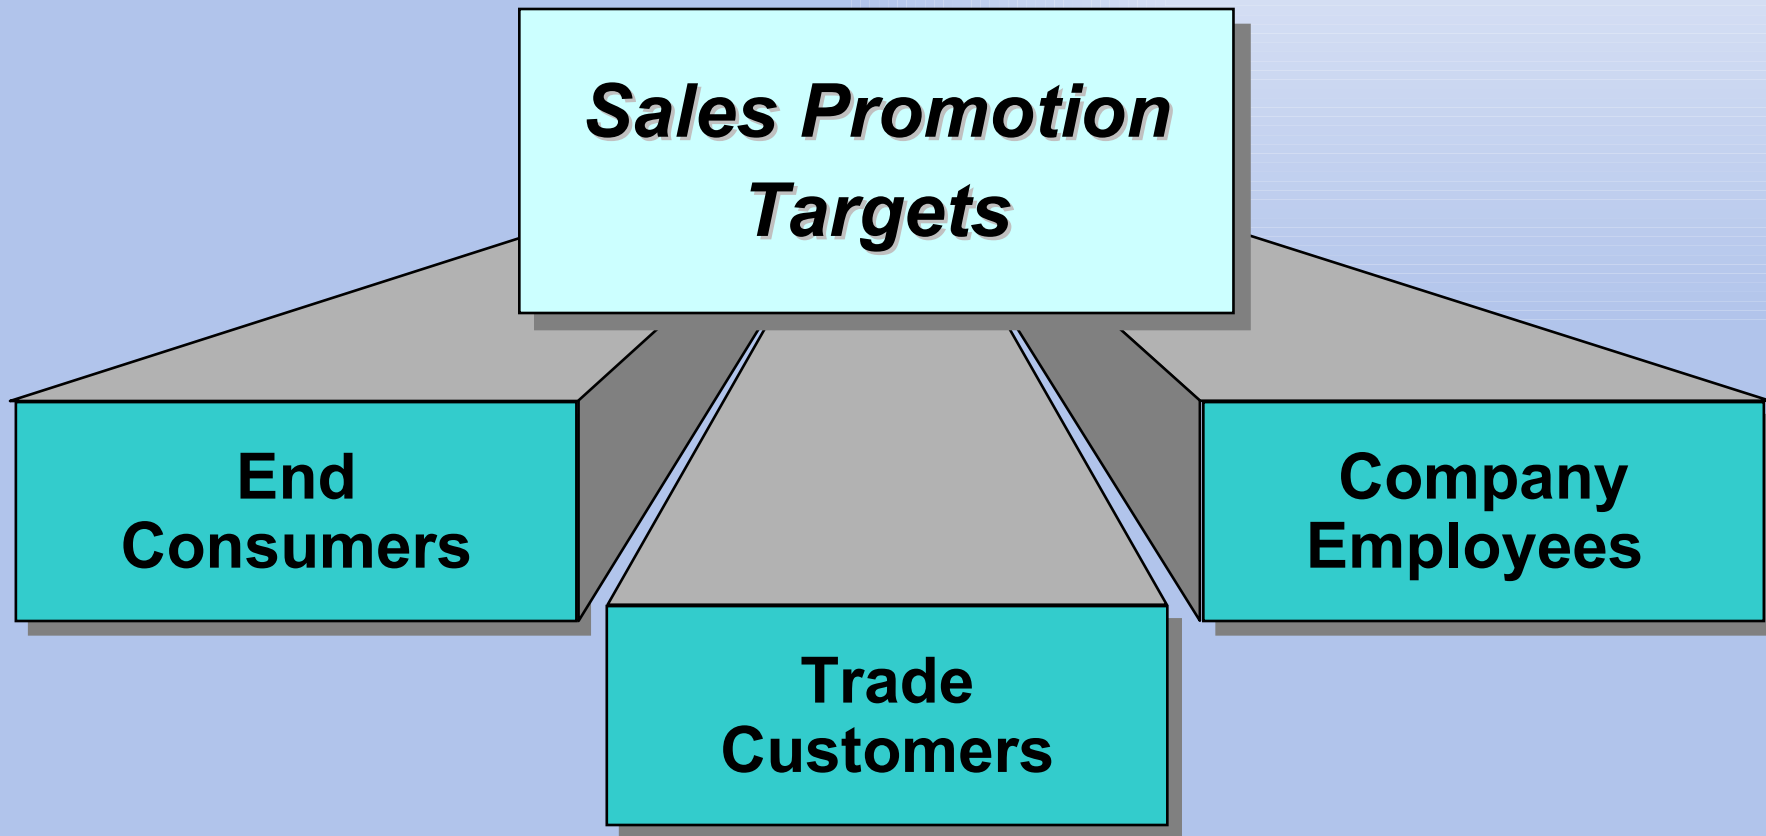 Sales Promotion
Targets
End
Consumers
Trade
Customers
Company
Employees